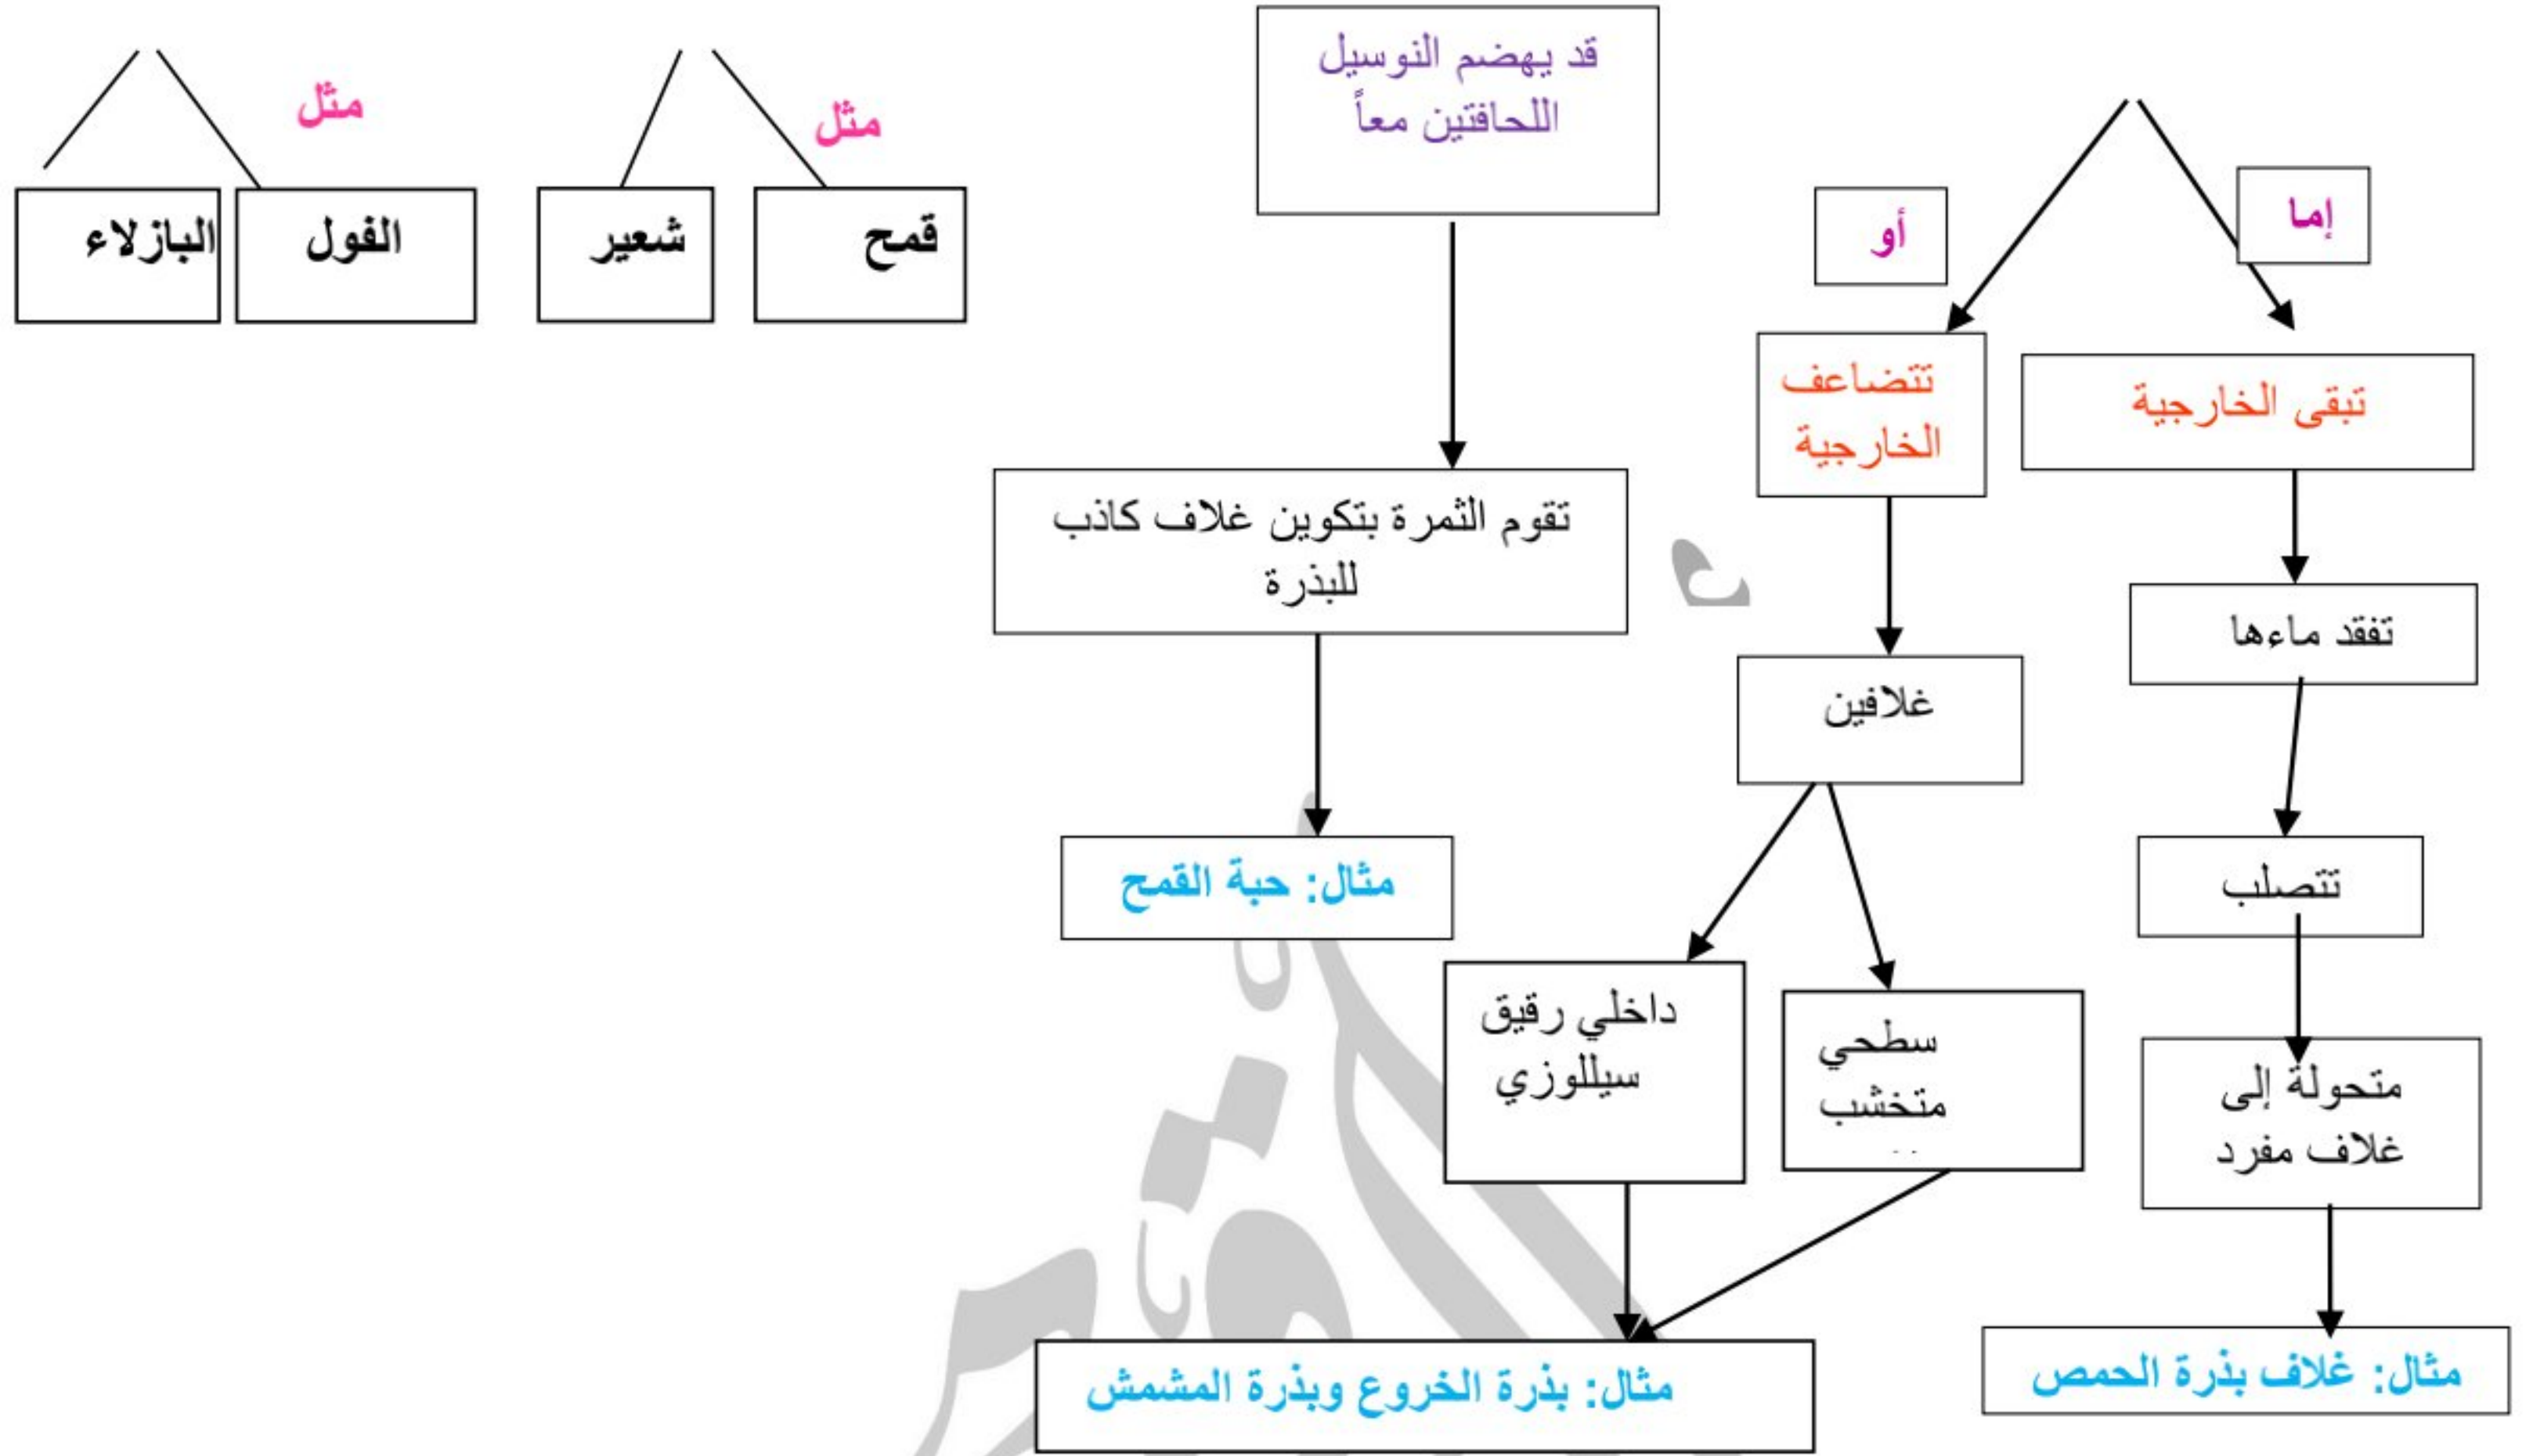 قد يهضم النوسيل
اللحافتين معاً
إما
أو
مثل
مثل
قمح
شعير
الفول
البازلاء
تبقى الخارجية
تتضاعف
الخارجية
تقوم الثمرة بتكوين غلاف كاذب
للبذرة
تفقد ماءها
غلافين
تتصلب
مثال: حبة القمح
سطحي
متخشب
داخلي رقيق
سيللوزي
متحولة إلى
غلاف مفرد
مثال: غلاف بذرة الحمص
مثال: بذرة الخروع وبذرة المشمش